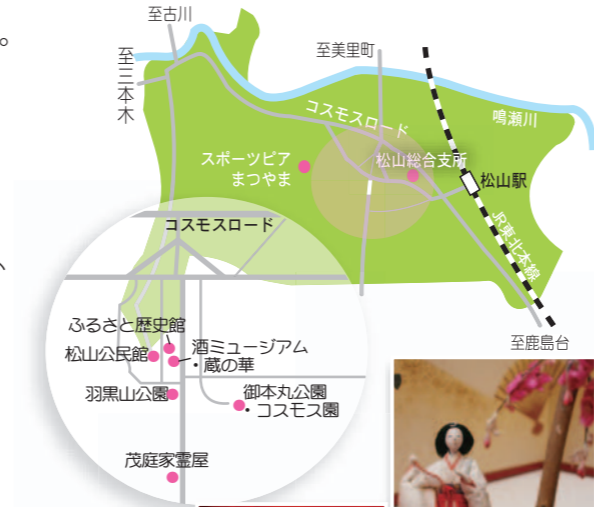 。
至古川
至三本木
至美里町
コスモスロード
鳴瀬川
スポーツピア
まつやま
松山総合支所
松山駅
JR東北本線
至鹿島台
コスモスロード
ふるさと歴史館
松山公民館
酒ミュージアム
・蔵の華
羽黒山公園
御本丸公園
・コスモス園
茂庭家霊屋
、